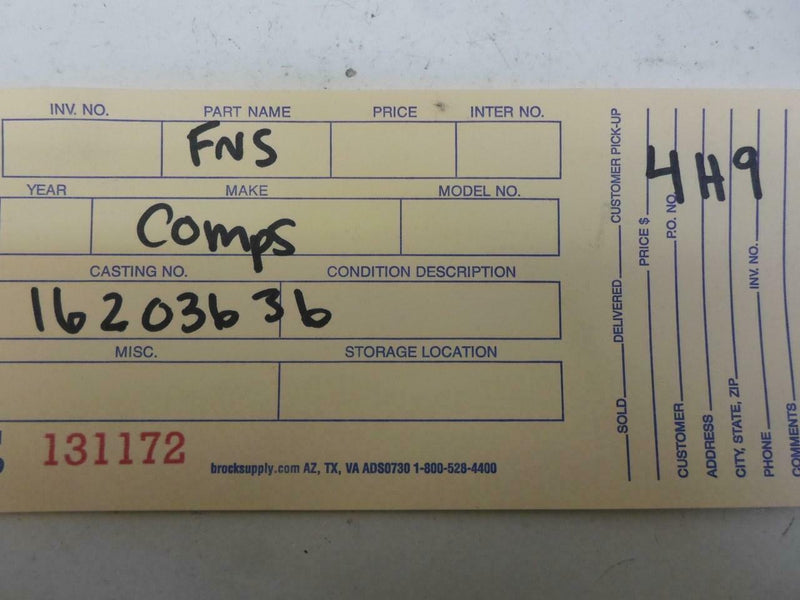 INV. NO. PART NAME PRICE INTER NO.
FNS
YEAR MAKE MODEL NO.
Comps
CASTING NO. CONDITION DESCRIPTION
16203636
MISC. STORAGE LOCATION
131172
brocksupply.com AZ, TX, VA ADS0730 1-800-528-4400
SOLD DELIVERED CUSTOMER PICK-UP
PRICE $
CUSTOMER P.O. NO.
ADDRESS
CITY, STATE, ZIP
PHONE INV. NO.
COMMENTS
4H9